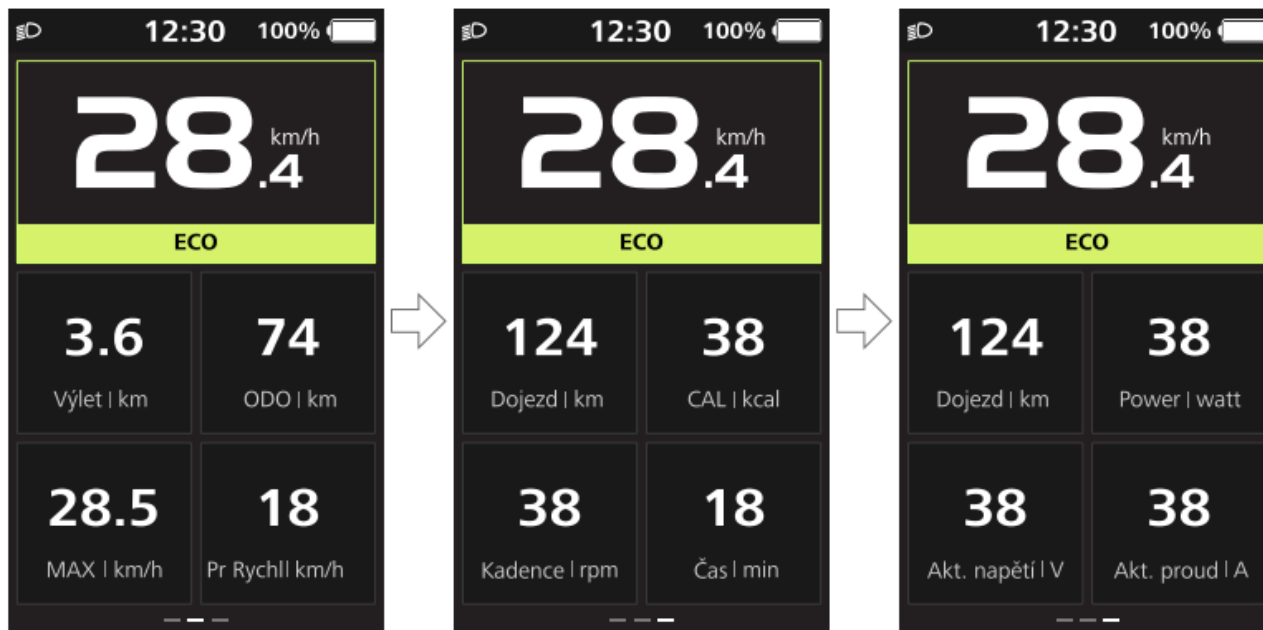 12:30 100%
28.4 km/h
ECO
3.6 74
Výlet | km ODO | km
28.5 18
MAX | km/h Pr Rychl| km/h
12:30 100%
28.4 km/h
ECO
124 38
Dojezd | km CAL | kcal
38 18
Kadence | rpm Čas | min
12:30 100%
28.4 km/h
ECO
124 38
Dojezd | km Power | watt
38 38
Akt. napětí | V Akt. proud | A